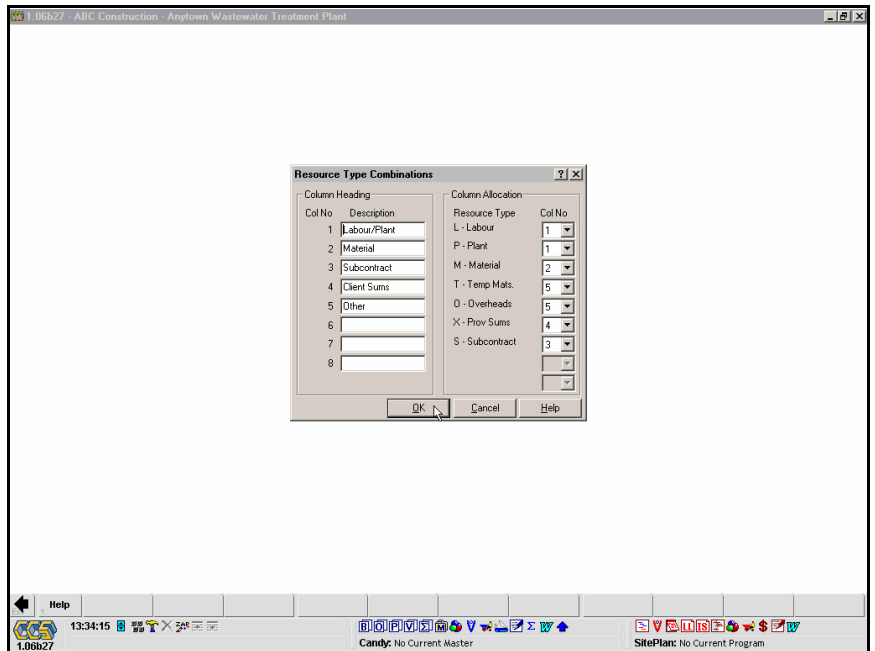 1.06b27 - ABC Construction - Anytown Wastewater Treatment Plant
Resource Type Combinations
Column Heading
Col No Description
1 Labour/Plant
2 Material
3 Subcontract
4 Client Sums
5 Other
6
7
8
Column Allocation
Resource Type Col No
L - Labour 1
P - Plant 1
M - Material 2
T - Temp Mats. 5
O - Overheads 5
X - Prov Sums 4
S - Subcontract 3
OK Cancel Help
Help
13:34:15
B O P V Σ M Σ W
V LL IS $ W
CCS
1.06b27
Candy: No Current Master
SitePlan: No Current Program